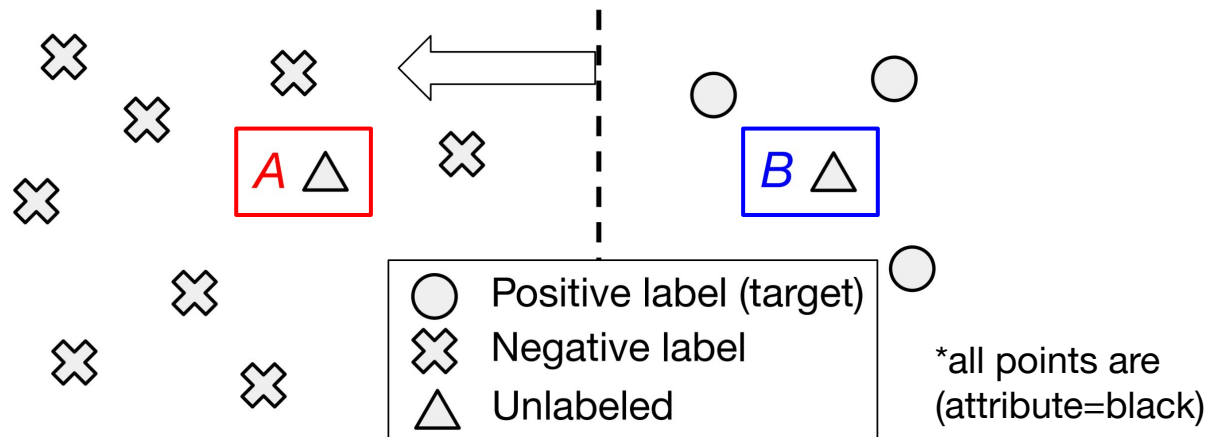 A
B
Positive label (target)
Negative label
Unlabeled
*all points are
(attribute=black)